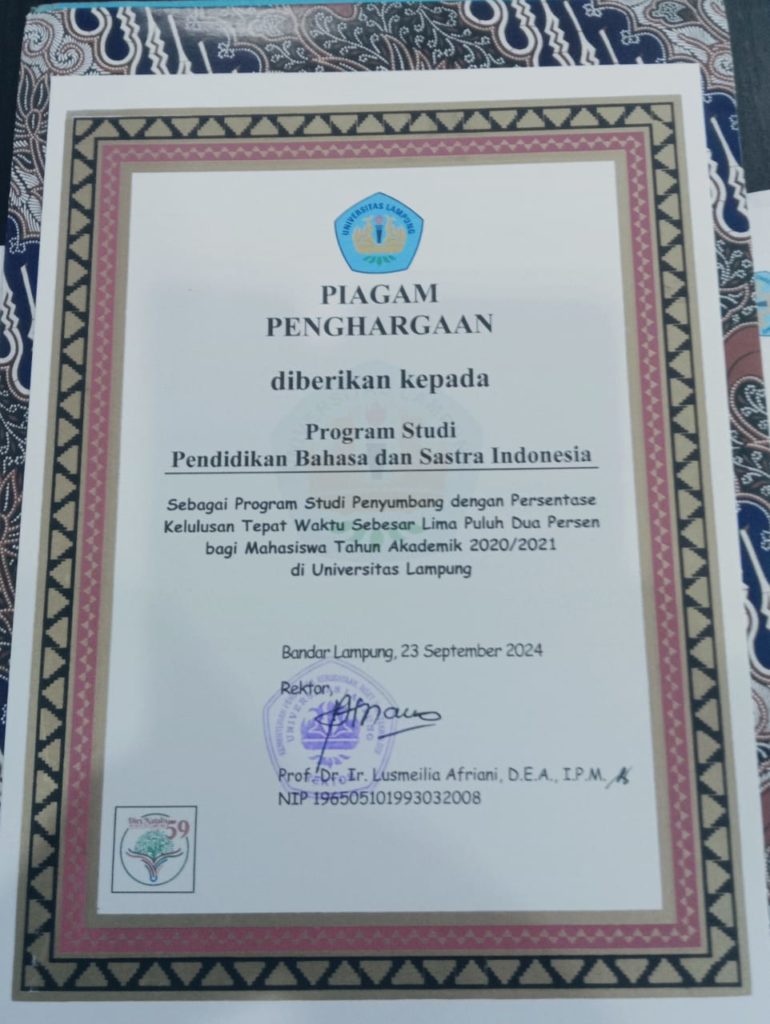 UNIVERSITAS LAMPUNG
PIAGAM
PENGHARGAAN
diberikan kepada
Program Studi
Pendidikan Bahasa dan Sastra Indonesia
Sebagai Program Studi Penyumbang dengan Persentase
Kelulusan Tepat Waktu Sebesar Lima Puluh Dua Persen
bagi Mahasiswa Tahun Akademik 2020/2021
di Universitas Lampung
Bandar Lampung, 23 September 2024
Rektor,
Prof. Dr. Ir. Lusmeilia Afriani, D.E.A., I.P.M.
NIP 196505101993032008
Dies Natalis
59